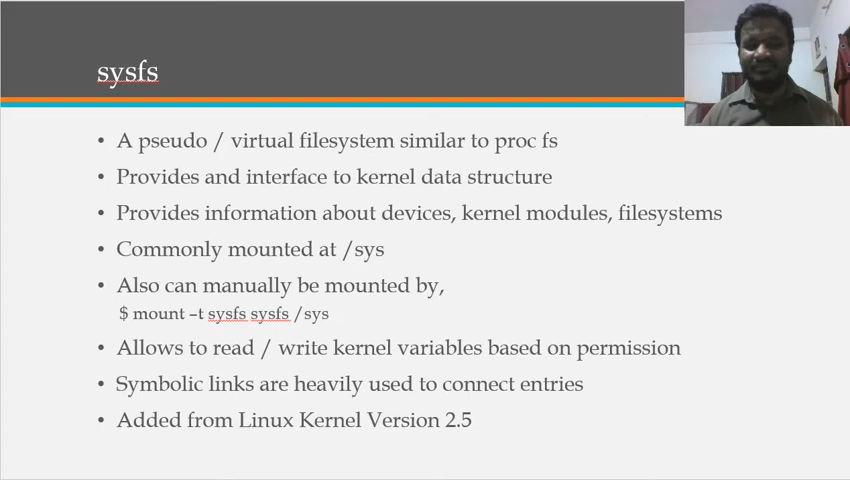 sysfs
• A pseudo / virtual filesystem similar to proc fs
• Provides and interface to kernel data structure
• Provides information about devices, kernel modules, filesystems
• Commonly mounted at /sys
• Also can manually be mounted by,
$ mount –t sysfs sysfs /sys
• Allows to read / write kernel variables based on permission
• Symbolic links are heavily used to connect entries
• Added from Linux Kernel Version 2.5